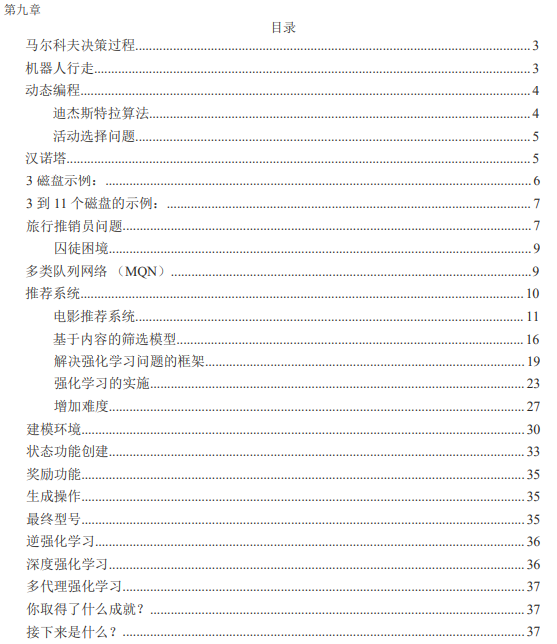 第九章
目录
马尔科夫决策过程 3
机器人行走 3
动态编程 4
迪杰斯特拉算法 4
活动选择问题 5
汉诺塔 5
3 磁盘示例： 6
3 到 11 个磁盘的示例： 7
旅行推销员问题 7
囚徒困境 9
多类队列网络 （MQN） 9
推荐系统 10
电影推荐系统 11
基于内容的筛选模型 16
解决强化学习问题的框架 19
强化学习的实施 23
增加难度 27
建模环境 30
状态功能创建 33
奖励功能 35
生成操作 35
最终型号 35
逆强化学习 36
深度强化学习 36
多代理强化学习 37
你取得了什么成就？ 37
接下来是什么？ 37